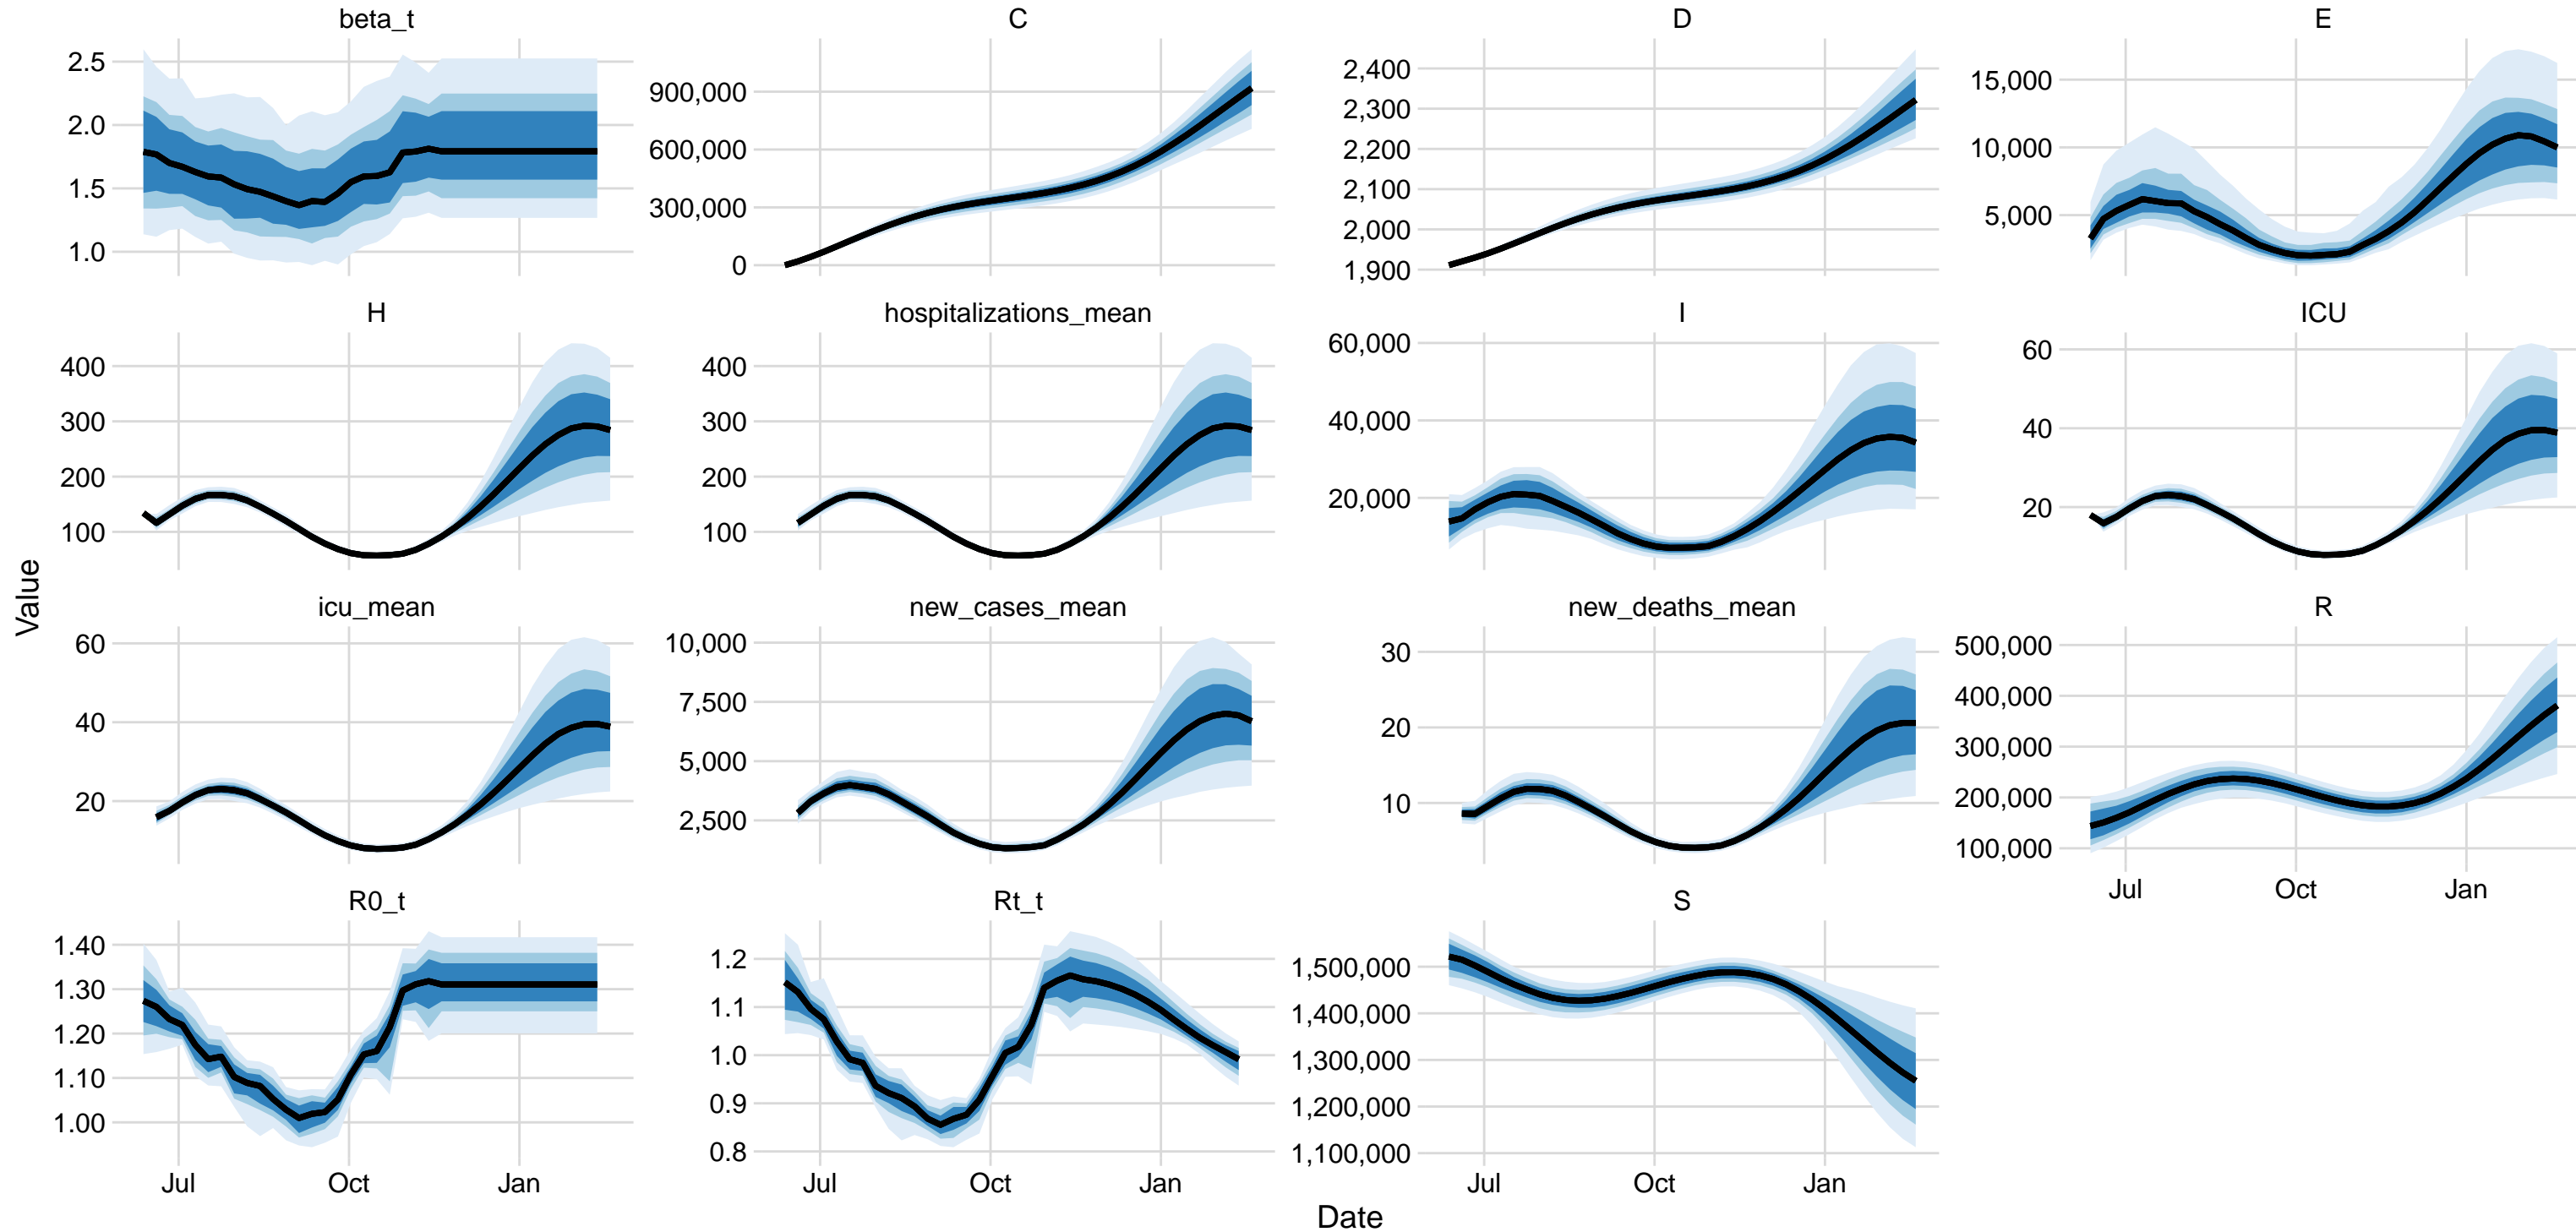 beta_t
C
D
E
2.5
2.0
1.5
1.0
900,000
600,000
300,000
0
2,400
2,300
2,200
2,100
2,000
1,900
15,000
10,000
5,000
H
hospitalizations_mean
I
ICU
400
300
200
100
400
300
200
100
60,000
40,000
20,000
60
40
20
Value
icu_mean
new_cases_mean
new_deaths_mean
R
60
40
20
10,000
7,500
5,000
2,500
30
20
10
500,000
400,000
300,000
200,000
100,000
Jul Oct Jan
R0_t
Rt_t
S
1.40
1.30
1.20
1.10
1.00
Jul Oct Jan
1.2
1.1
1.0
0.9
0.8
Jul Oct Jan
1,500,000
1,400,000
1,300,000
1,200,000
1,100,000
Jul Oct Jan
Date